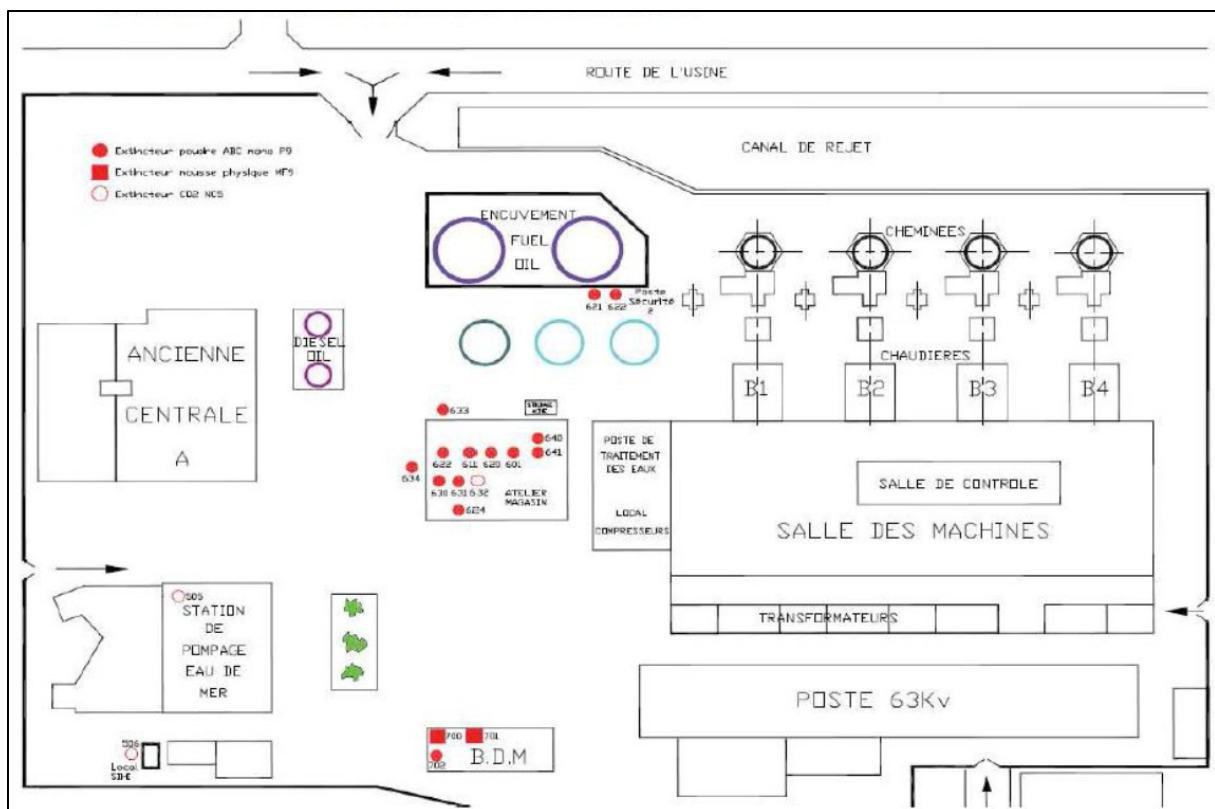 ROUTE DE L'USINE
Extincteur poudre ABC mono P9
Extincteur mousse physique MF9
Extincteur CO2 NC5
CANAL DE REJET
ENCUVEMENT
FUEL
OIL
CHEMINEES
621
622
Poste
Sécurité
2
DIESEL
OIL
ANCIENNE
CENTRALE
A
CHAUDIERES
B1
B2
B3
B4
633
640
622
611
620
601
641
634
630
631
632
ATELIER
MAGASIN
624
POSTE DE
TRAITEMENT
DES EAUX
LOCAL
COMPRESSEURS
SALLE DE CONTROLE
SALLE DES MACHINES
505
STATION
DE
POMPAGE
EAU DE
MER
TRANSFORMATEURS
POSTE 63Kv
506
Local
700
701
702
B.D.M